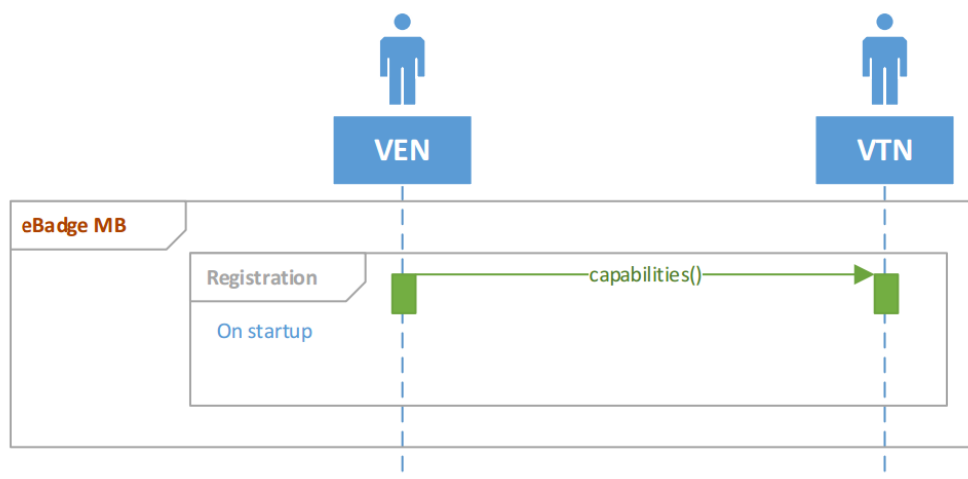 VEN
VTN
eBadge MB
Registration
capabilities()
On startup